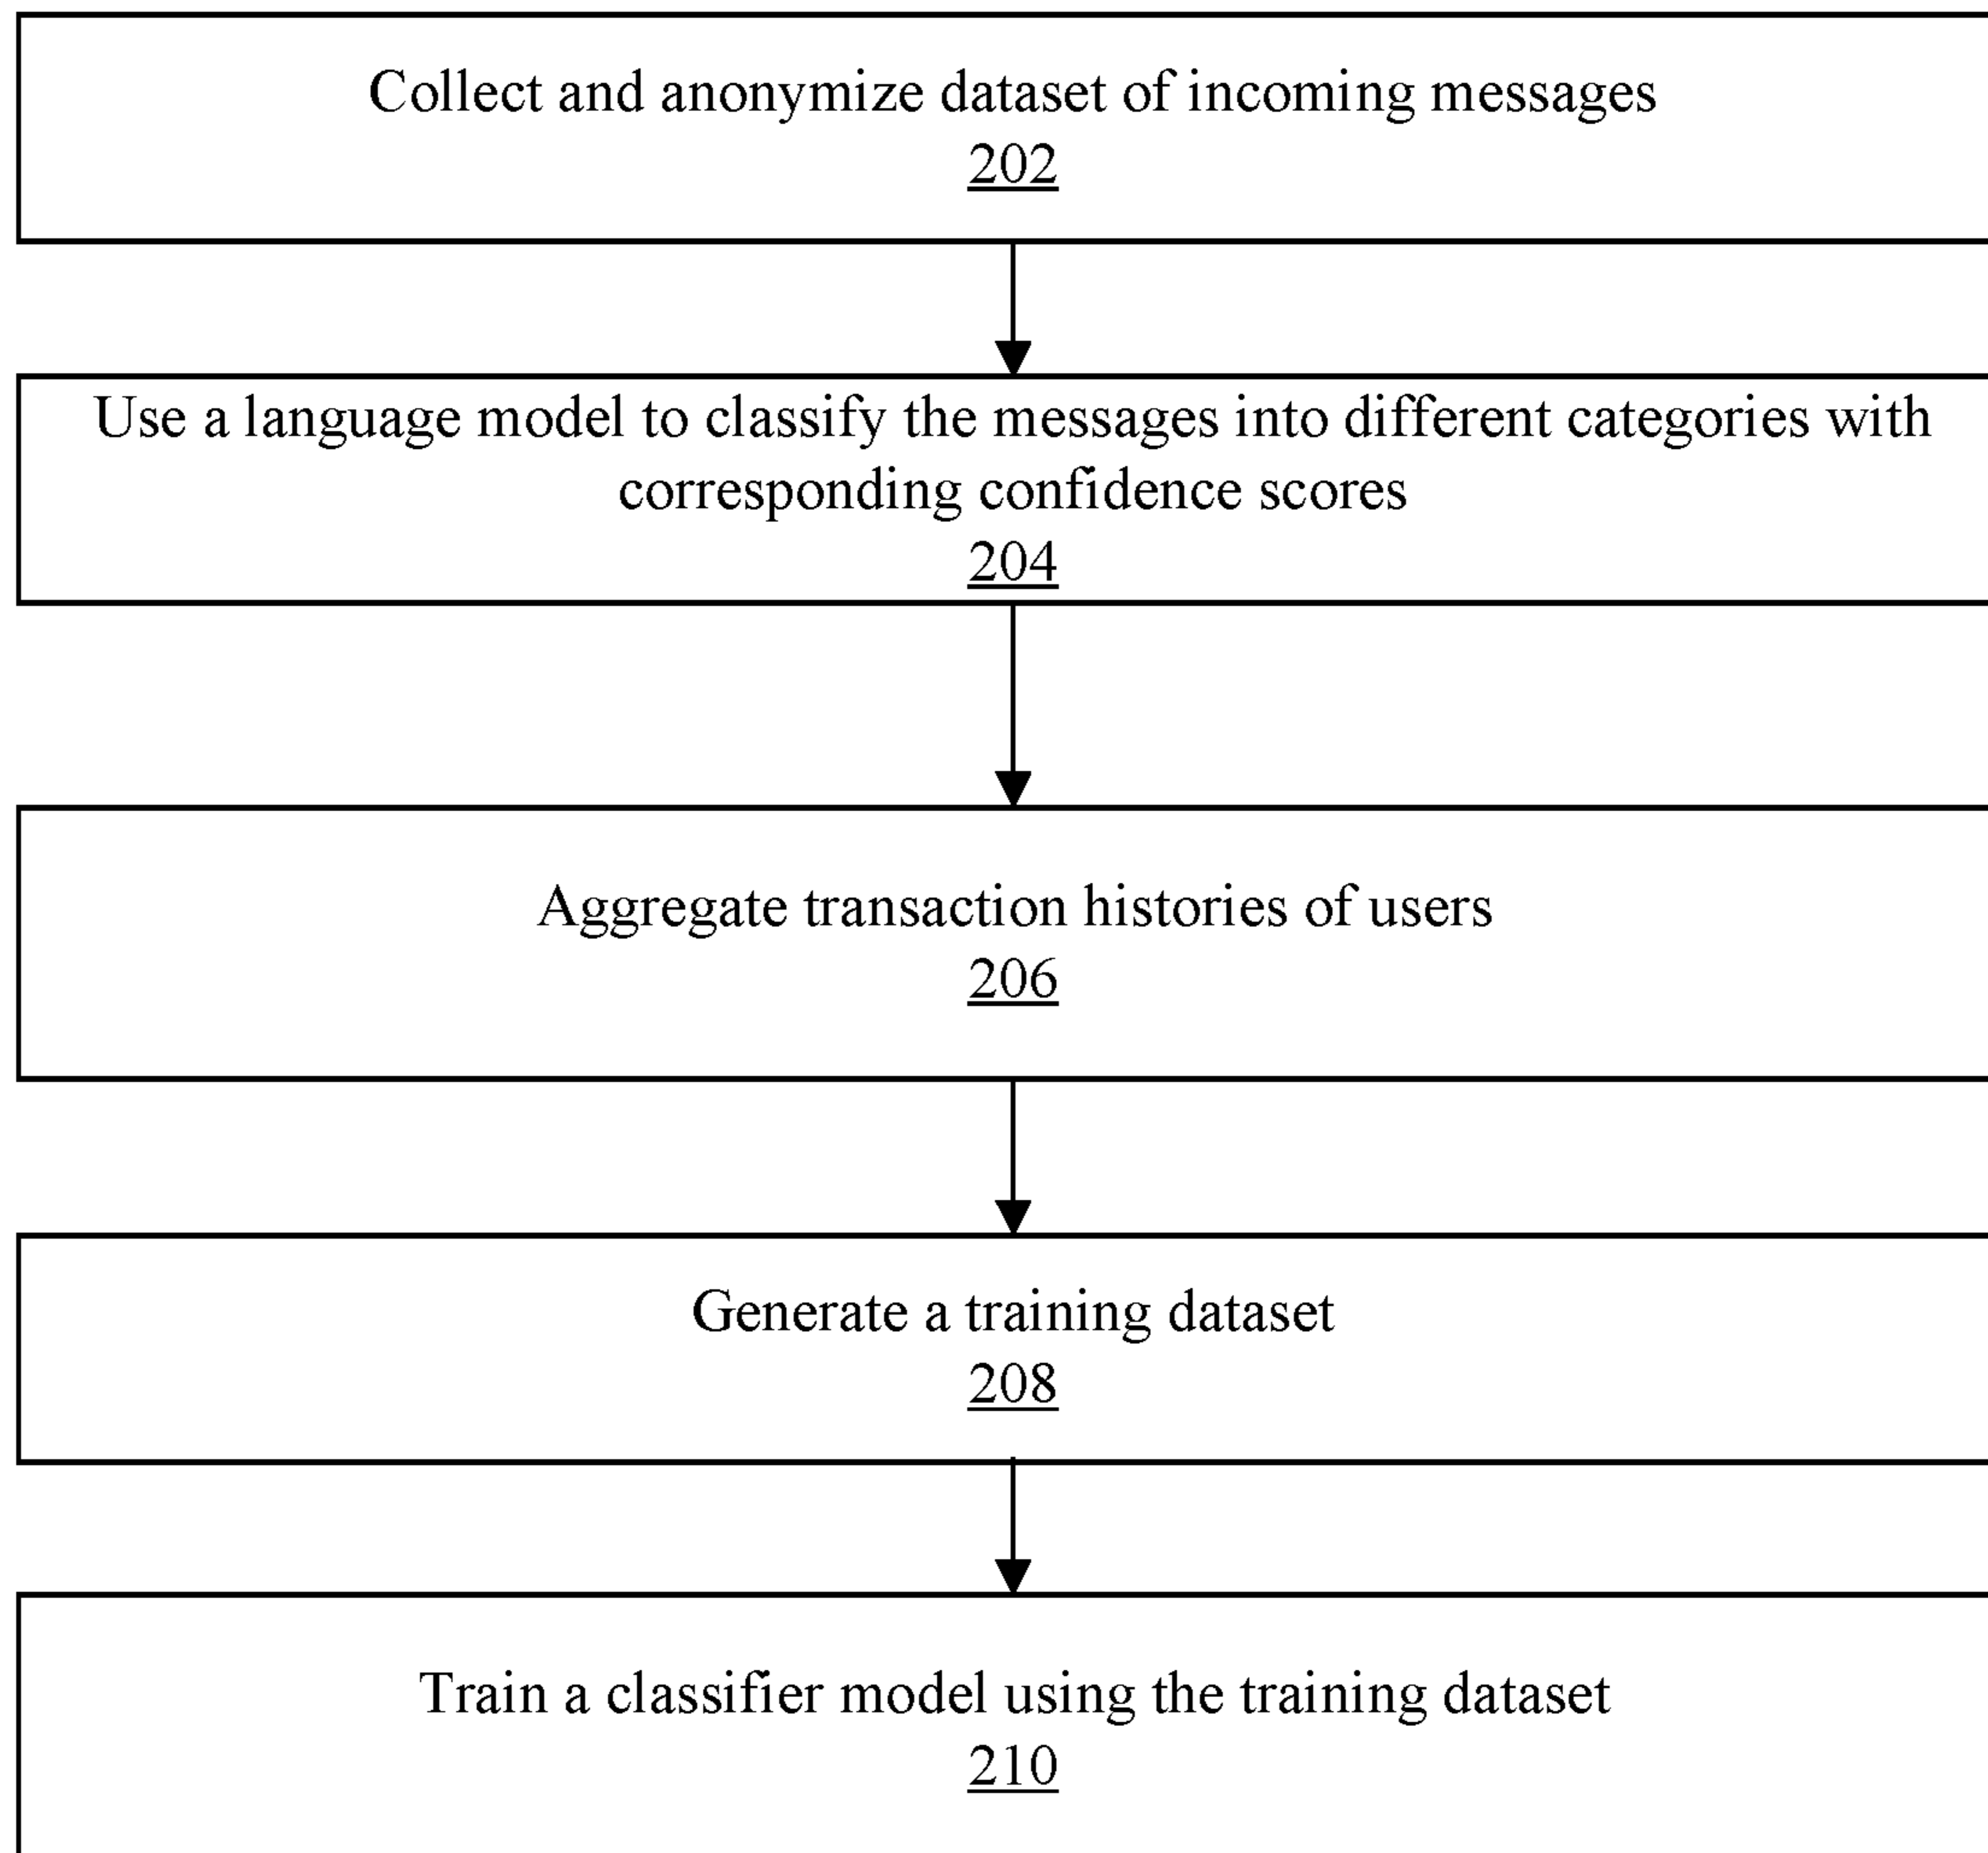 Collect and anonymize dataset of incoming messages
202
Use a language model to classify the messages into different categories with
corresponding confidence scores
204
Aggregate transaction histories of users
206
Generate a training dataset
208
Train a classifier model using the training dataset
210